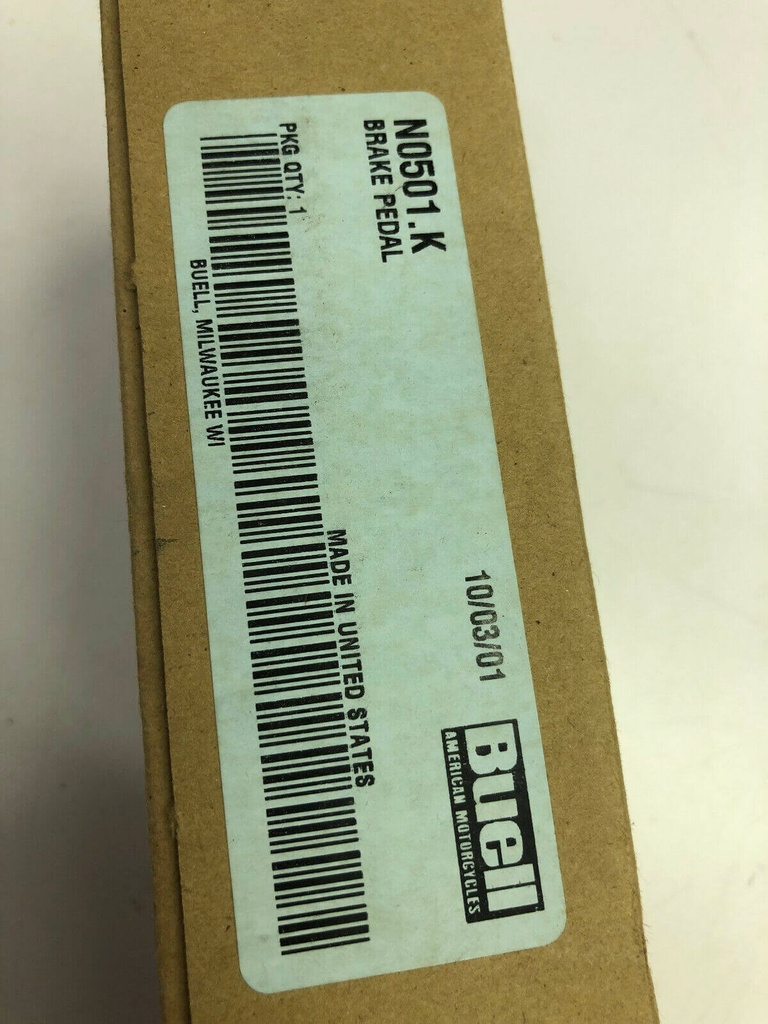 N0501.K
BRAKE PEDAL
10/03/01
Buell
AMERICAN MOTORCYCLES
PKG QTY: 1
MADE IN UNITED STATES
BUELL, MILWAUKEE WI